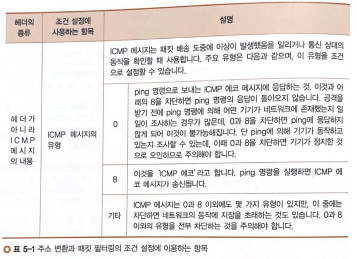 헤더의 종류
조건 설정에 사용하는 항목
설명
헤더가 아니라 ICMP 메시지의 내용
ICMP 메시지의 유형
ICMP 메시지는 패킷 배송 도중에 이상이 발생했음을 알리거나 통신 상대의
동작을 확인할 때 사용합니다. 주요 유형은 다음과 같으며, 이 유형을 조건
으로 설정할 수 있습니다.
0
ping 명령으로 보내는 ICMP 에코 메시지에 응답하는 것. 이것과 아
래의 8을 차단하면 ping 명령의 응답이 돌아오지 않습니다. 공격을
받기 전에 ping 명령에 의해 어떤 기기가 네트워크에 존재했는지 일
일이 조사하는 경우가 많은데, 0과 8을 차단하면 ping에 응답하지
않게 되어 이것이 불가능해집니다. 단 ping에 의해 기기가 동작하고
있는지 조사할 수 있는데, 이때 0과 8을 차단하면 기기가 정지한 것
으로 오인하므로 주의해야 합니다.
8
이것을 'ICMP 에코'라고 합니다. ping 명령을 실행하면 ICMP 에
코 메시지가 송신됩니다.
기타
ICMP 메시지는 0과 8 이외에도 몇 가지 유형이 있지만, 이 중에는
차단하면 네트워크의 동작에 지장을 초래하는 것도 있습니다. 0과 8
이외의 유형을 전부 차단하는 것을 주의해야 합니다.
표 5-1 주소 변환과 패킷 필터링의 조건 설정에 이용하는 항목